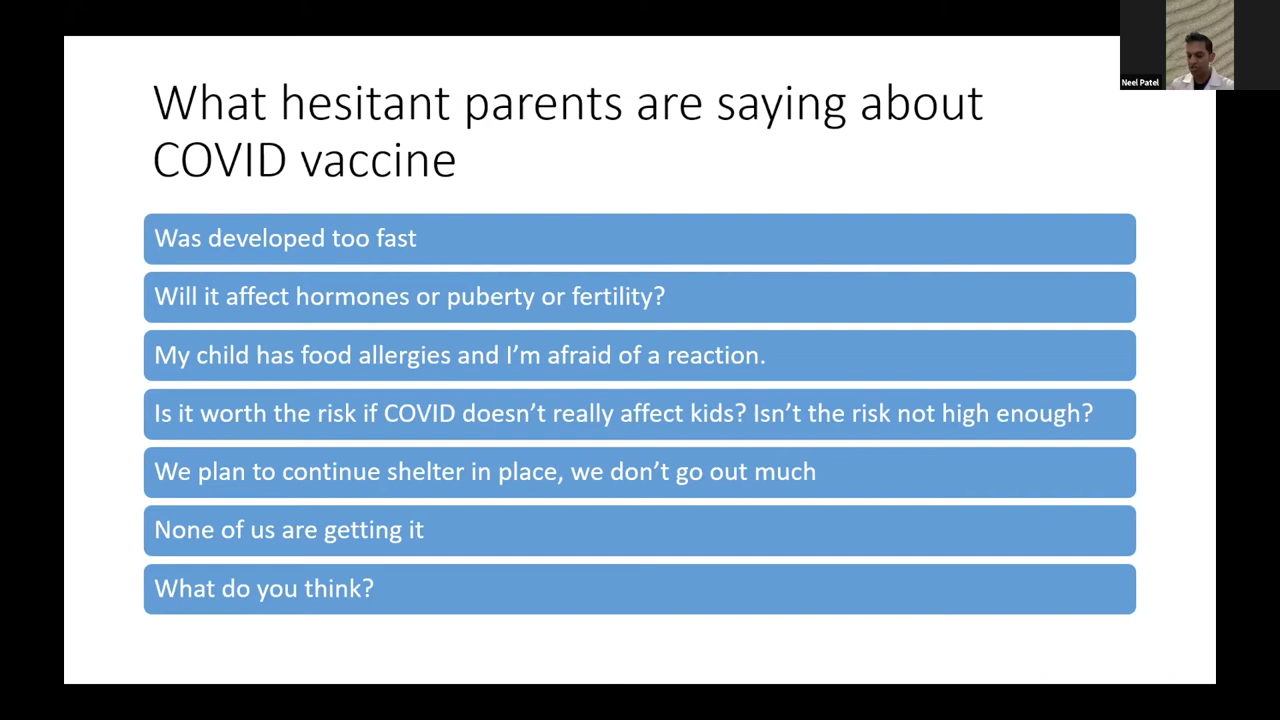 What hesitant parents are saying about
COVID vaccine
Was developed too fast
Will it affect hormones or puberty or fertility?
My child has food allergies and I’m afraid of a reaction.
Is it worth the risk if COVID doesn’t really affect kids? Isn’t the risk not high enough?
We plan to continue shelter in place, we don’t go out much
None of us are getting it
What do you think?
Neel Patel